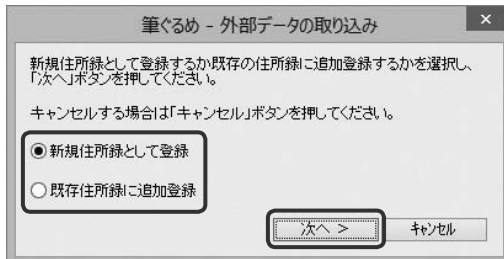 筆ぐるめ - 外部データの取り込み
×
新規住所録として登録するか既存の住所録に追加登録するかを選択し、
「次へ」ボタンを押してください。
キャンセルする場合は「キャンセル」ボタンを押してください。
新規住所録として登録
既存住所録に追加登録
次へ > キャンセル